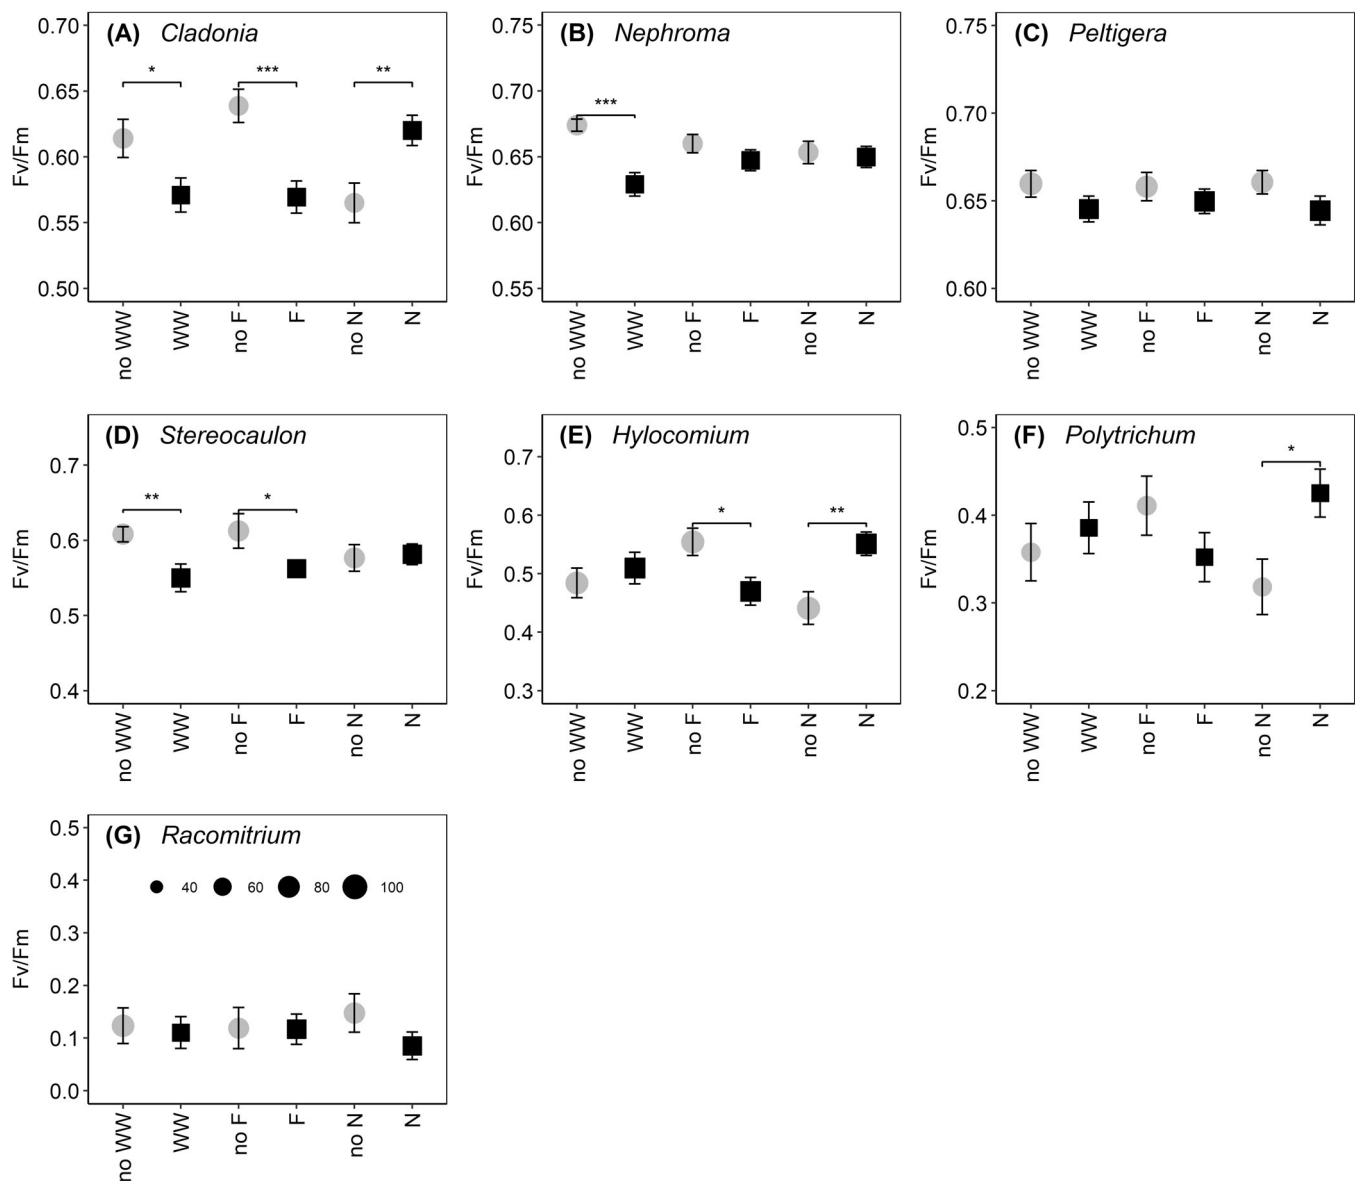 (A) Cladonia
Fv/Fm
0.70
0.65
0.60
0.55
0.50
* *** **
no WW WW no F F no N N
(B) Nephroma
Fv/Fm
0.75
0.70
0.65
0.60
0.55
***
no WW WW no F F no N N
(C) Peltigera
Fv/Fm
0.75
0.70
0.65
0.60
no WW WW no F F no N N
(D) Stereocaulon
Fv/Fm
0.7
0.6
0.5
0.4
** *
no WW WW no F F no N N
(E) Hylocomium
Fv/Fm
0.7
0.6
0.5
0.4
0.3
* **
no WW WW no F F no N N
(F) Polytrichum
Fv/Fm
0.5
0.4
0.3
0.2
*
no WW WW no F F no N N
(G) Racomitrium
Fv/Fm
0.5
0.4
0.3
0.2
0.1
0.0
40 60 80 100
no WW WW no F F no N N